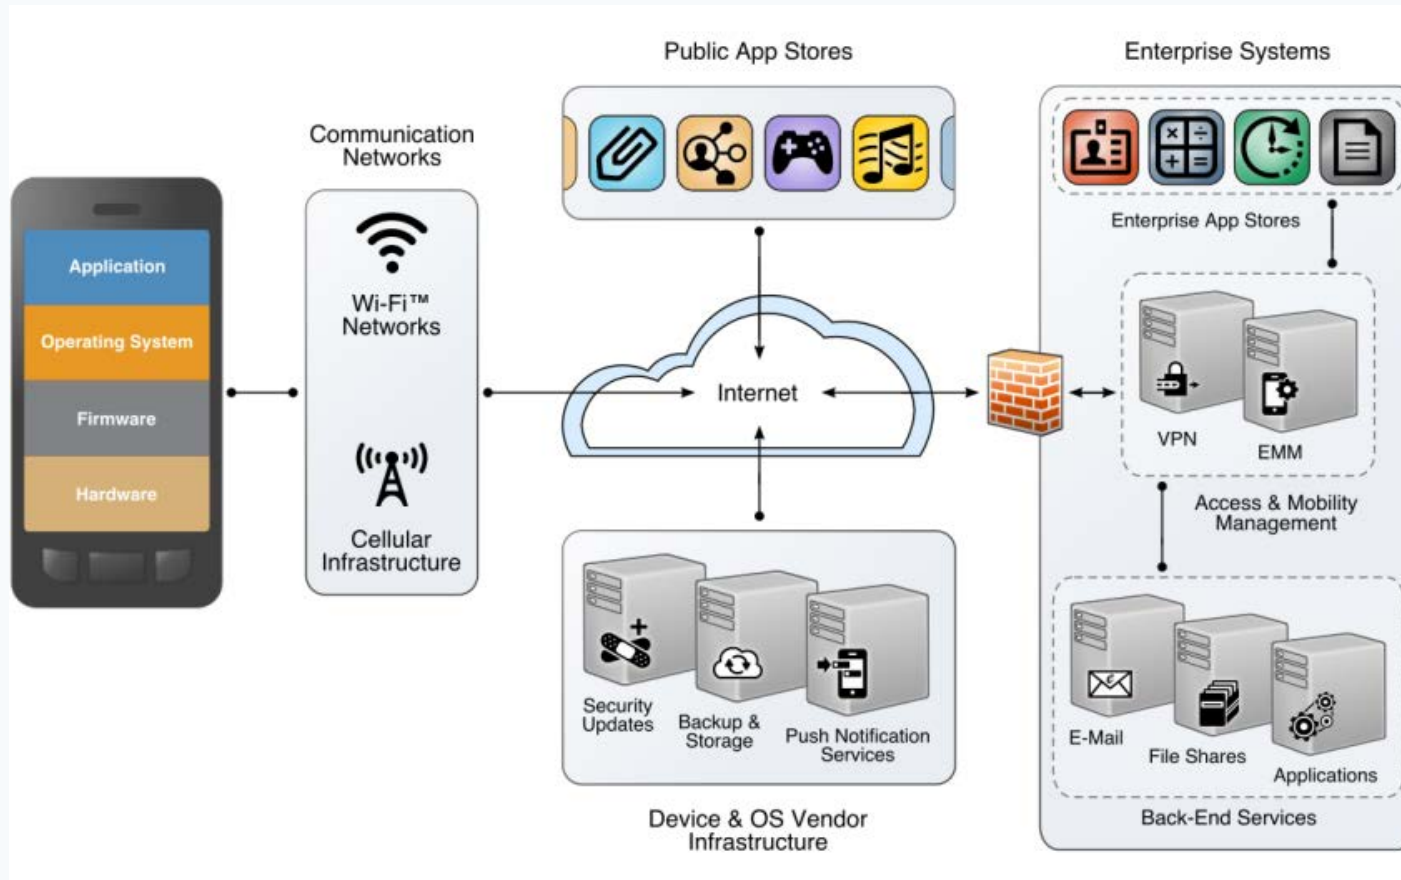 Public App Stores
Enterprise Systems
Communication
Networks
Application
Operating System
Firmware
Hardware
Wi-Fi™
Networks
Cellular
Infrastructure
Internet
Enterprise App Stores
VPN
EMM
Access & Mobility
Management
Security
Updates
Backup &
Storage
Push Notification
Services
Device & OS Vendor
Infrastructure
E-Mail
File Shares
Applications
Back-End Services